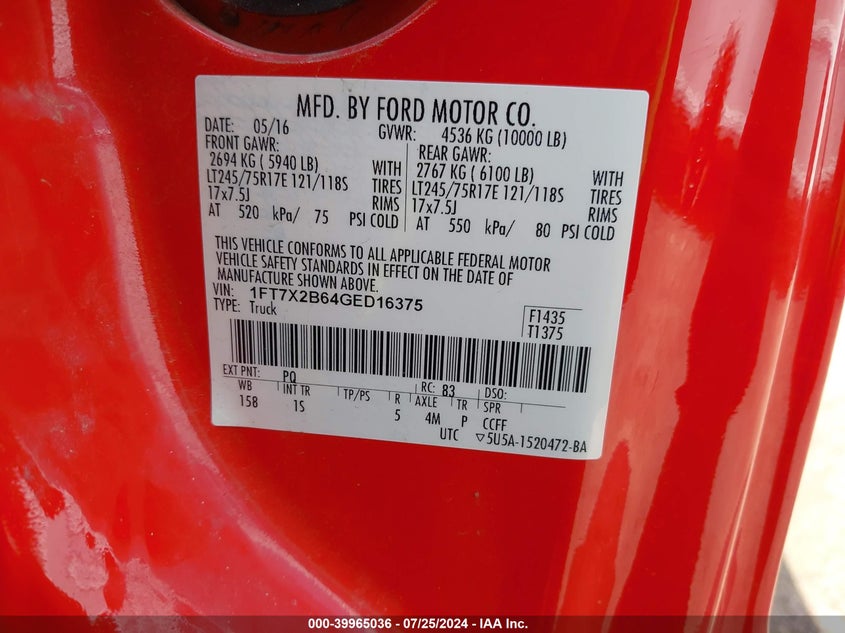 MFD. BY FORD MOTOR CO.
DATE: 05/16 GVWR: 4536 KG (10000 LB)
FRONT GAWR: REAR GAWR:
2694 KG ( 5940 LB) WITH 2767 KG ( 6100 LB) WITH
LT245/75R17E 121/118S TIRES LT245/75R17E 121/118S TIRES
17x7.5J RIMS 17x7.5J RIMS
AT 520 kPa/ 75 PSI COLD AT 550 kPa/ 80 PSI COLD
THIS VEHICLE CONFORMS TO ALL APPLICABLE FEDERAL MOTOR
VEHICLE SAFETY STANDARDS IN EFFECT ON THE DATE OF
MANUFACTURE SHOWN ABOVE.
VIN: 1FT7X2B64GED16375 F1435
TYPE: Truck T1375
EXT PNT: PQ RC: 83 DSO:
WB INT TR TP/PS R AXLE TR SPR
158 1S 5 4M P CCFF
UTC ▽5U5A-1520472-BA
000-39965036 - 07/25/2024 - IAA Inc.